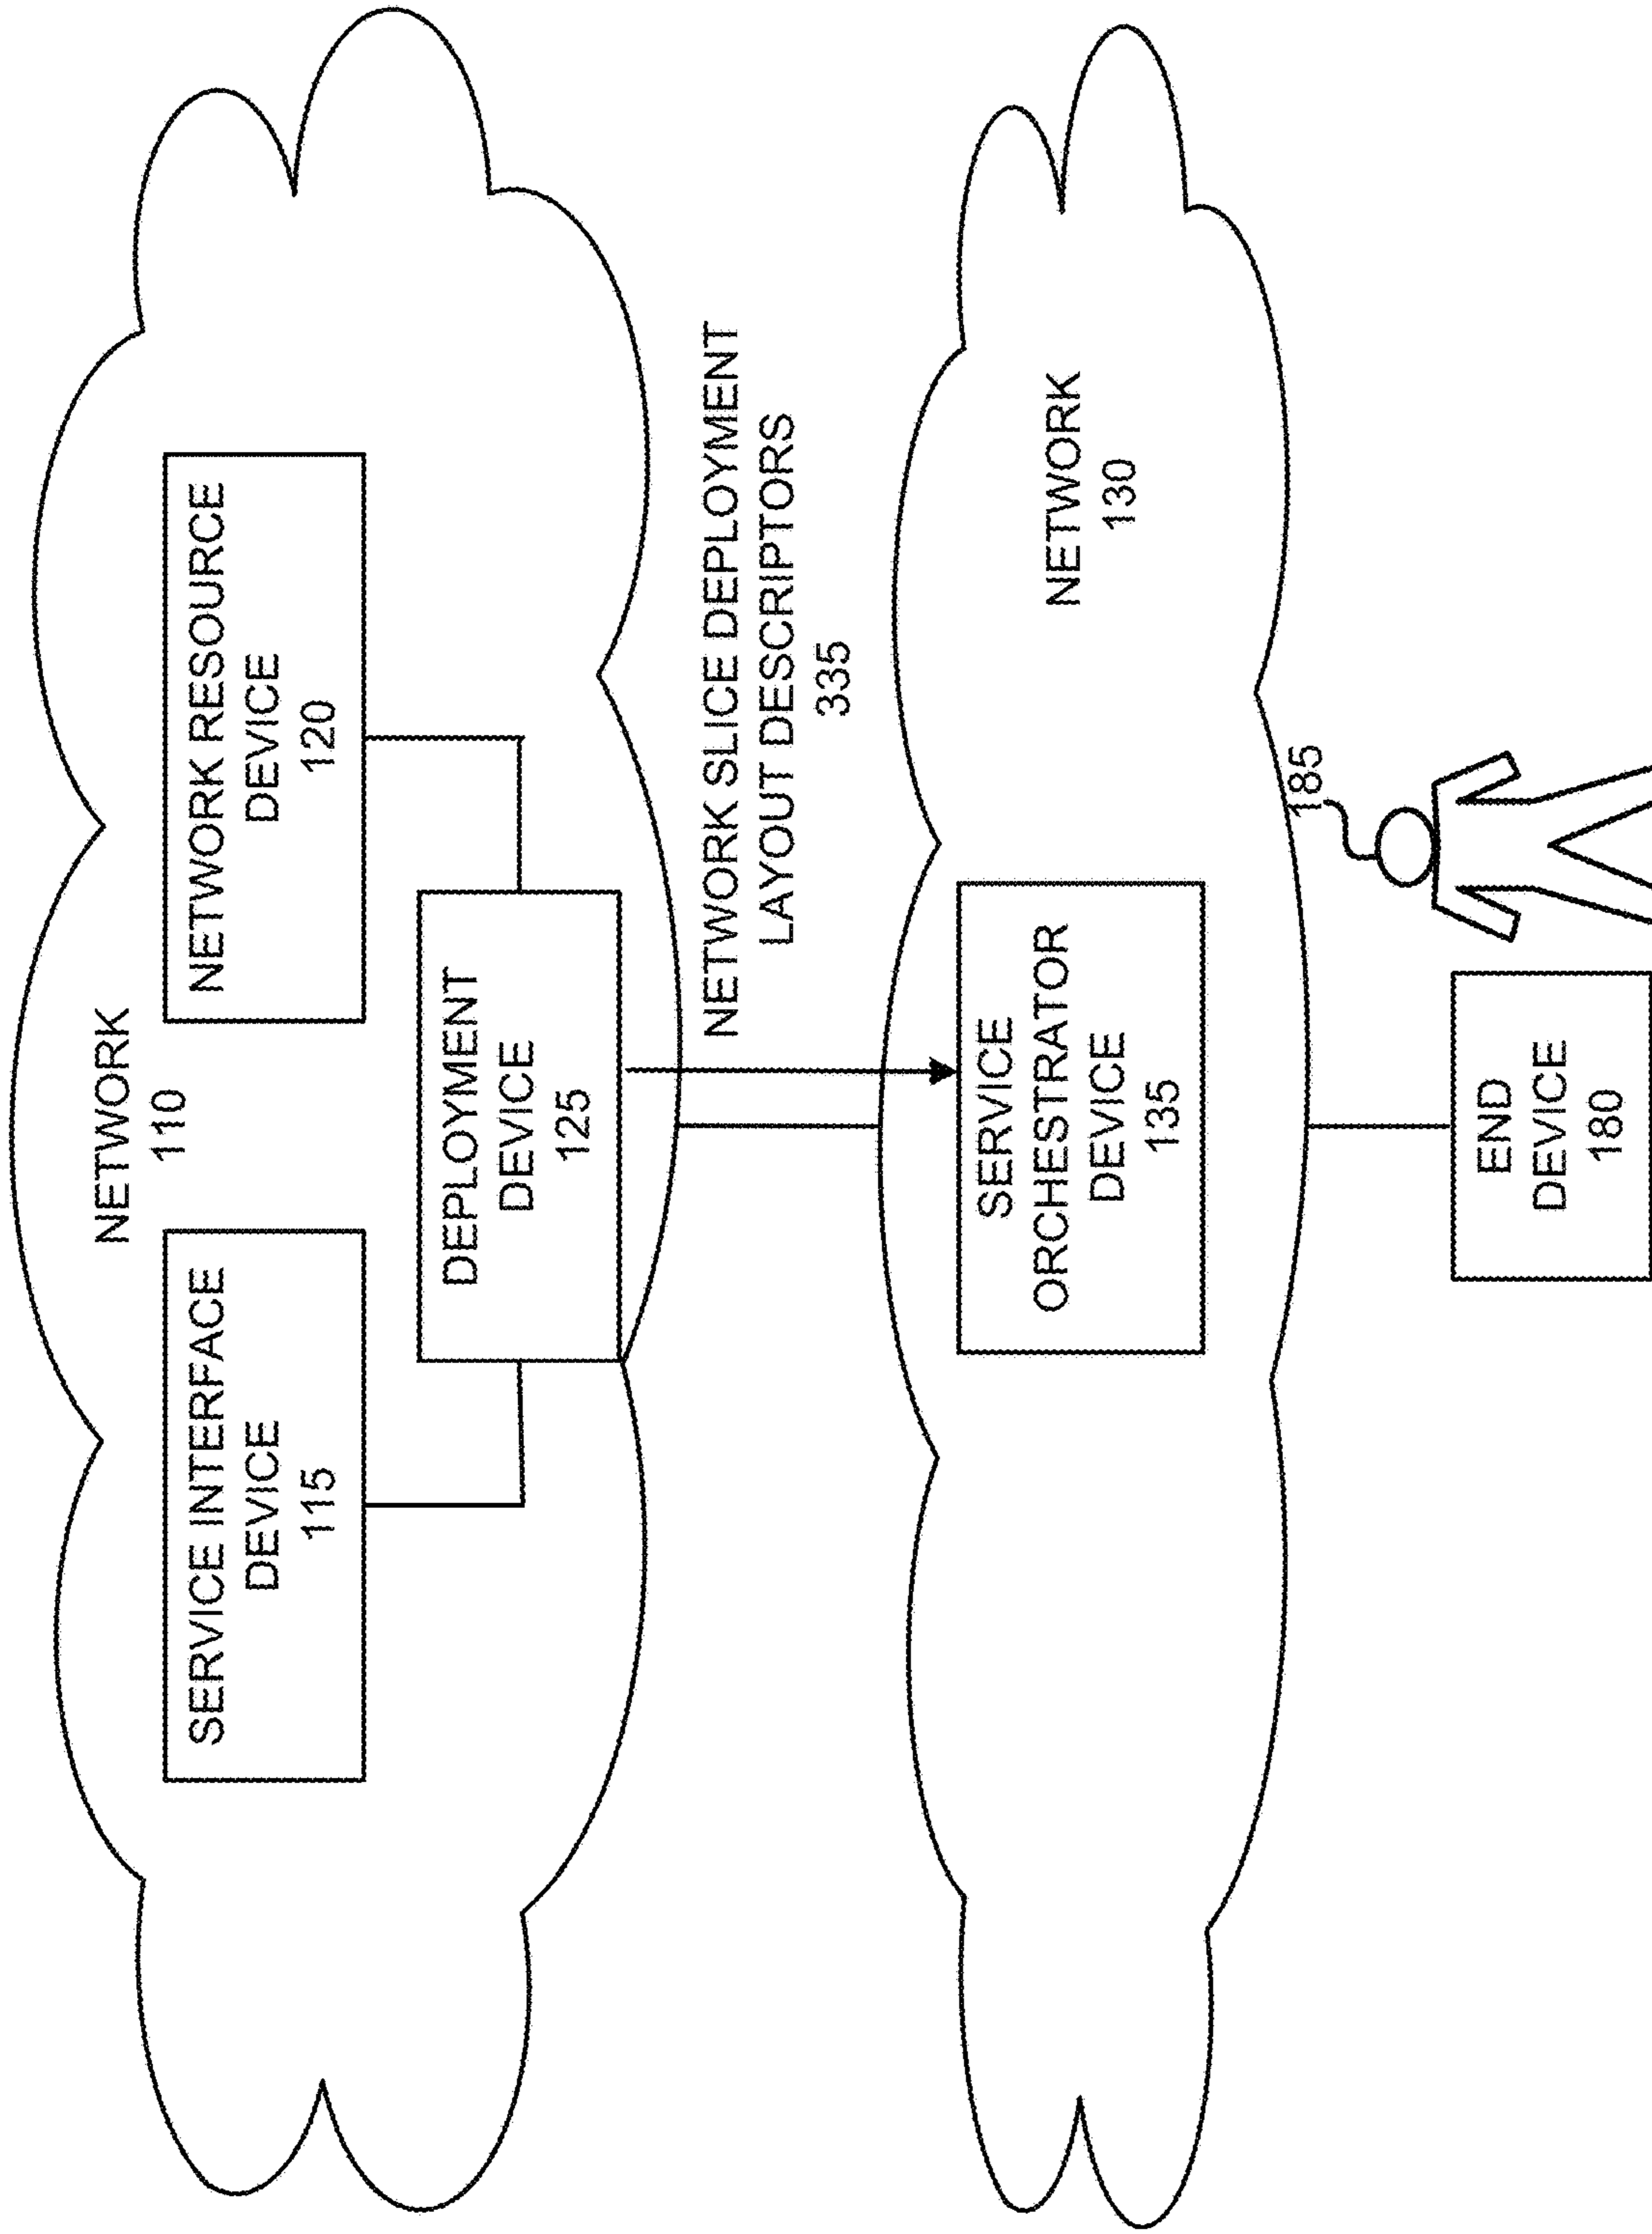 NETWORK
110
SERVICE INTERFACE
DEVICE
115
NETWORK RESOURCE
DEVICE
120
DEPLOYMENT
DEVICE
125
NETWORK SLICE DEPLOYMENT
LAYOUT DESCRIPTORS
335
SERVICE
ORCHESTRATOR
DEVICE
135
NETWORK
130
185
END
DEVICE
180